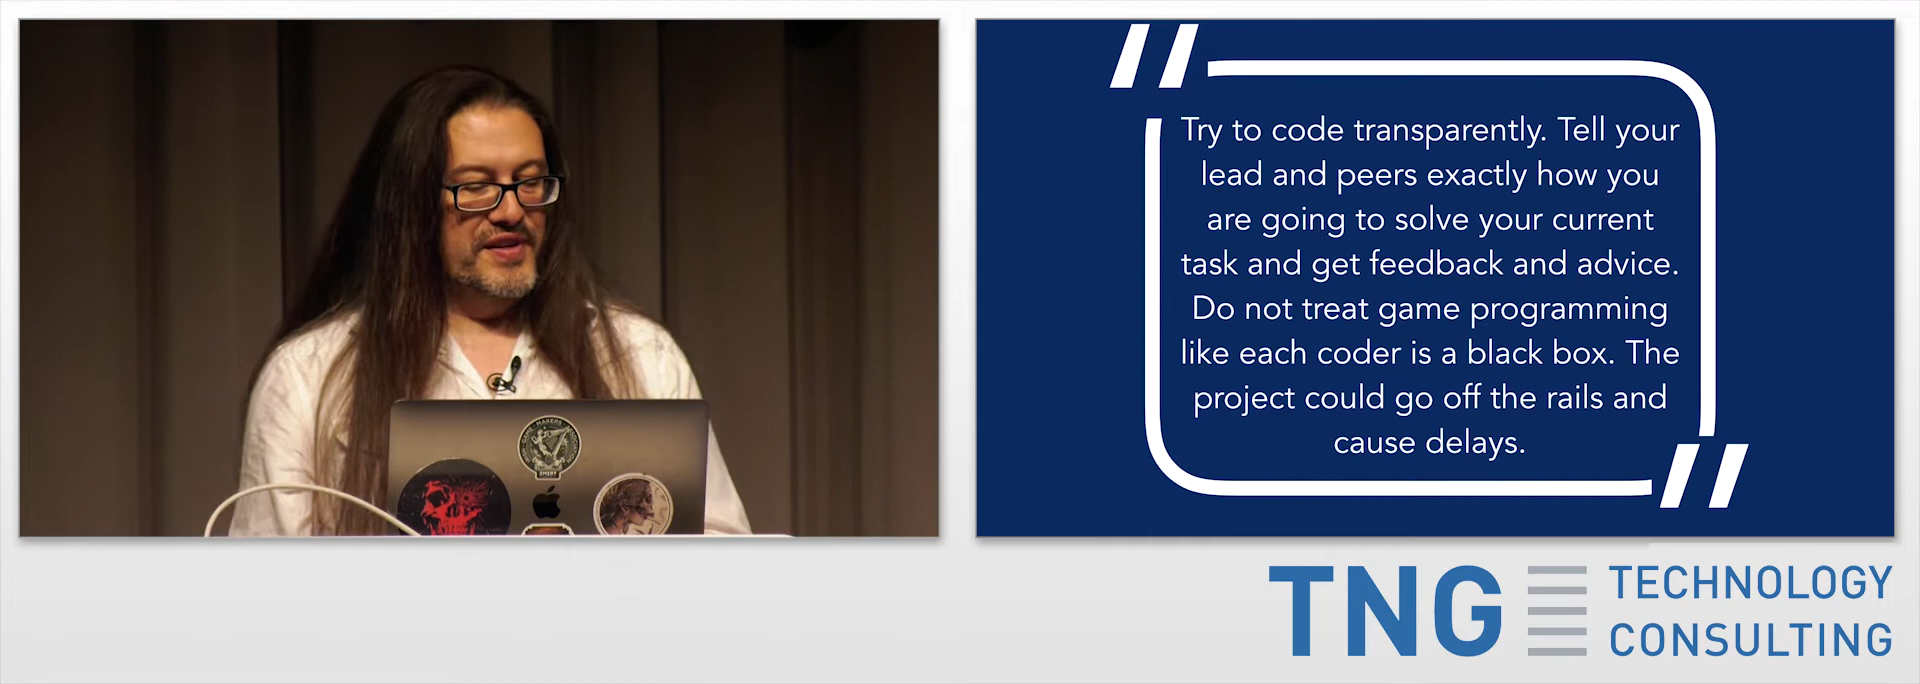 Try to code transparently. Tell your
lead and peers exactly how you
are going to solve your current
task and get feedback and advice.
Do not treat game programming
like each coder is a black box. The
project could go off the rails and
cause delays.
TNG TECHNOLOGY
CONSULTING